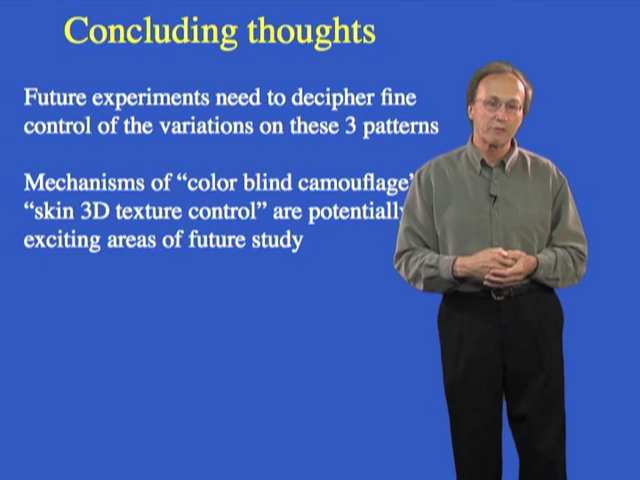 Concluding thoughts
Future experiments need to decipher fine
control of the variations on these 3 patterns
Mechanisms of “color blind camouflage”
“skin 3D texture control” are potentially
exciting areas of future study